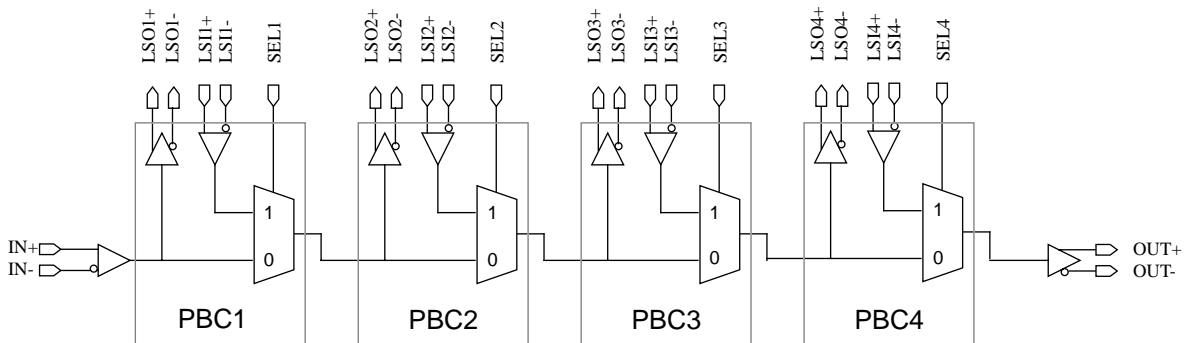 LSO1+
LSO1-
LSI1+
LSI1-
SEL1
LSO2+
LSO2-
LSI2+
LSI2-
SEL2
LSO3+
LSO3-
LSI3+
LSI3-
SEL3
LSO4+
LSO4-
LSI4+
LSI4-
SEL4
IN+
IN-
1
0
1
0
1
0
1
0
OUT+
OUT-
PBC1
PBC2
PBC3
PBC4